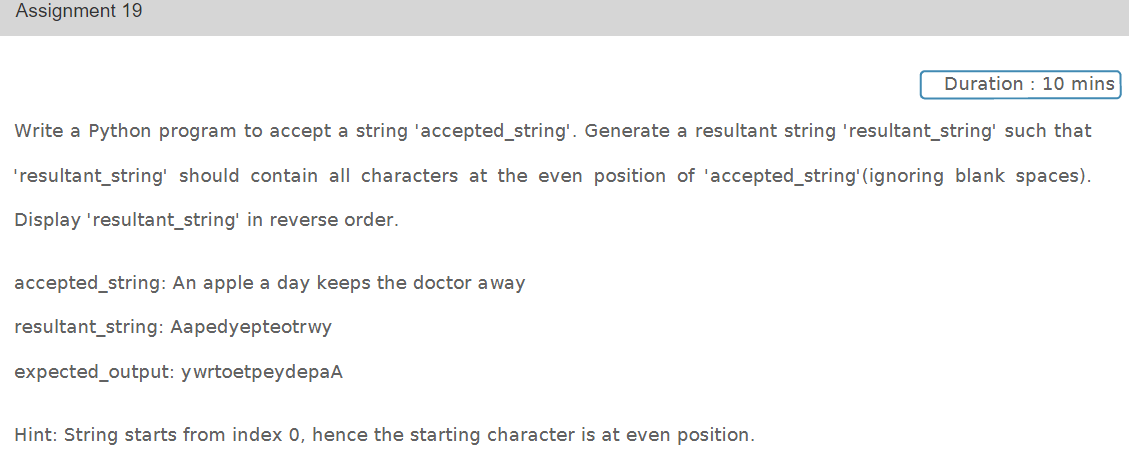 Assignment 19
Duration : 10 mins
Write a Python program to accept a string 'accepted_string'. Generate a resultant string 'resultant_string' such that
'resultant_string' should contain all characters at the even position of 'accepted_string'(ignoring blank spaces).
Display 'resultant_string' in reverse order.
accepted_string: An apple a day keeps the doctor away
resultant_string: Aapedyepteotrwy
expected_output: ywrtoetpeydepaA
Hint: String starts from index 0, hence the starting character is at even position.